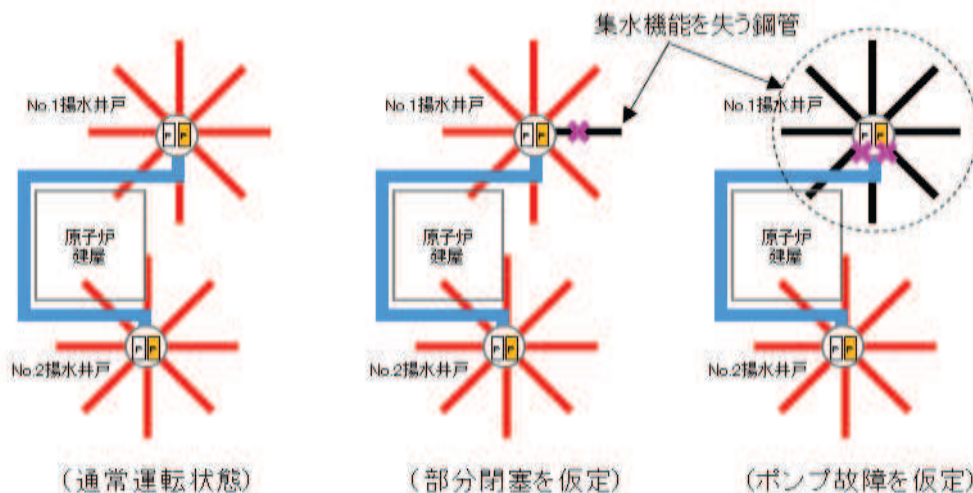 集水機能を失う鋼管
No.1揚水井戸
P P
原子炉
建屋
P P
No.2揚水井戸
(通常運転状態)
No.1揚水井戸
P P
原子炉
建屋
P P
No.2揚水井戸
(部分閉塞を仮定)
No.1揚水井戸
P P
原子炉
建屋
P P
No.2揚水井戸
(ポンプ故障を仮定)